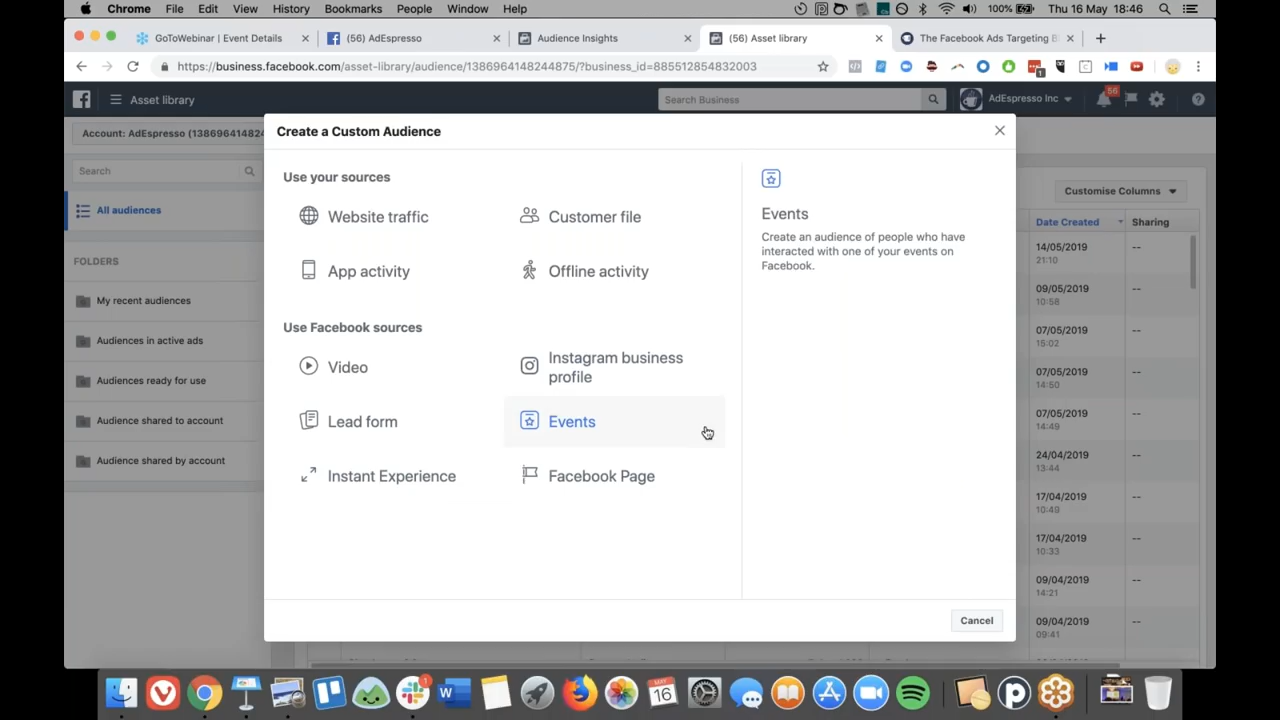 Chrome File Edit View History Bookmarks People Window Help 100% Thu 16 May 18:46
GoToWebinar | Event Details (56) AdEspresso Audience Insights (56) Asset library The Facebook Ads Targeting B
https://business.facebook.com/asset-library/audience/1386964148244875/?business_id=885512854832003
1
Asset library Search Business AdEspresso Inc 56
Account: AdEspresso (138696414824
Search
All audiences
FOLDERS
My recent audiences
Audiences in active ads
Audiences ready for use
Audience shared to account
Audience shared by account
Create a Custom Audience
Use your sources
Website traffic Customer file
App activity Offline activity
Use Facebook sources
Video Instagram business
profile
Lead form Events
Instant Experience Facebook Page
Events
Create an audience of people who have
interacted with one of your events on
Facebook.
Cancel
Customise Columns
Date Created Sharing
14/05/2019 --
21:10
09/05/2019 --
10:58
07/05/2019 --
15:02
07/05/2019 --
14:50
07/05/2019 --
14:49
24/04/2019 --
13:44
17/04/2019 --
10:49
17/04/2019 --
10:33
09/04/2019 --
14:21
09/04/2019 --
09:41
1
W
MAY
16